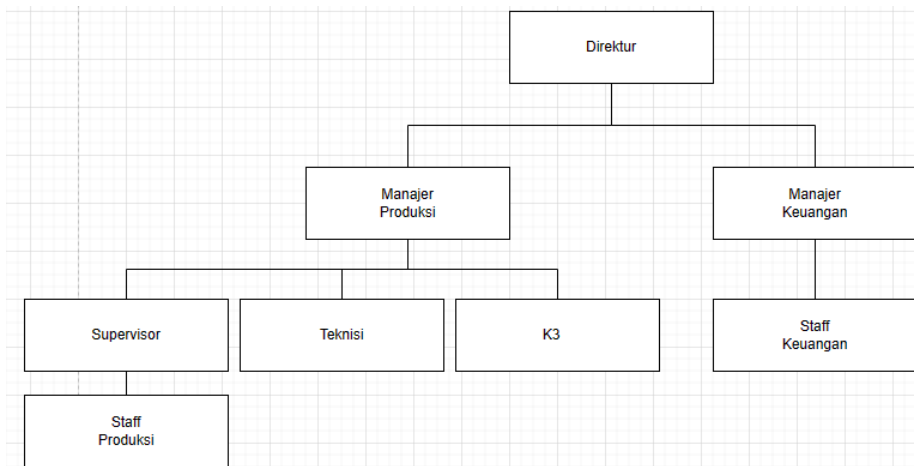 Direktur
Manajer
Produksi
Manajer
Keuangan
Supervisor
Teknisi
K3
Staff
Keuangan
Staff
Produksi